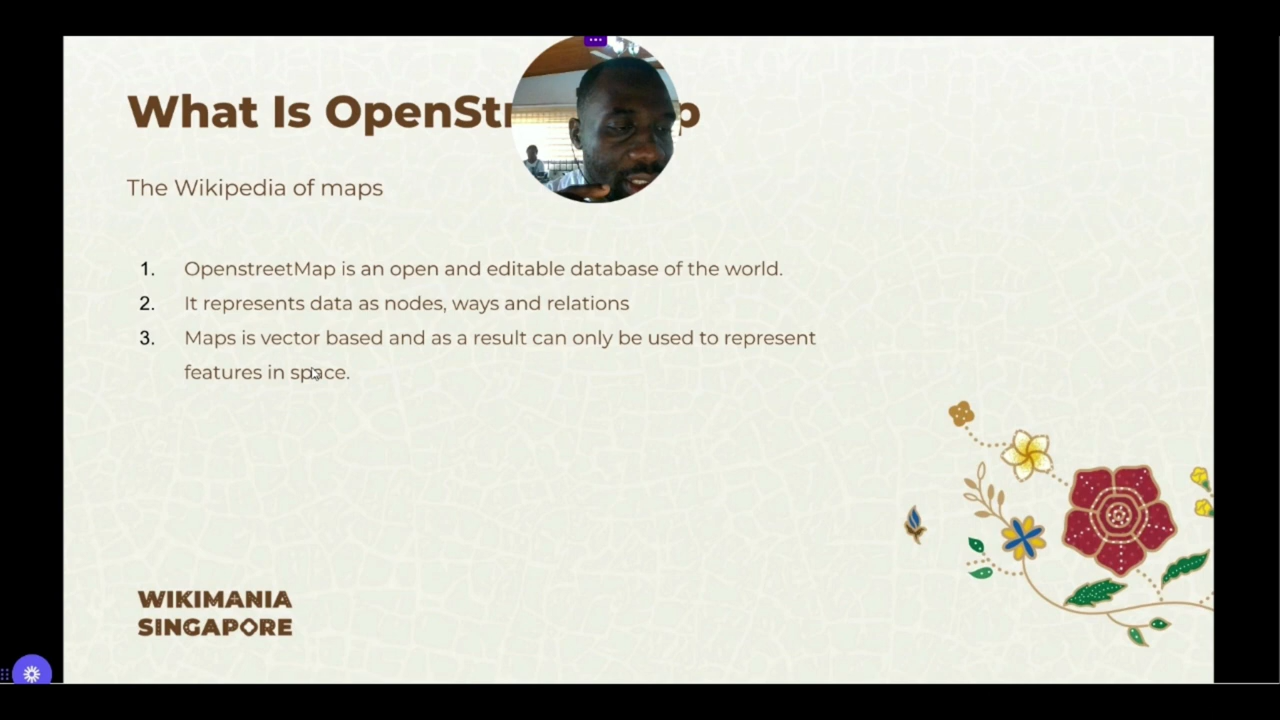 What Is OpenStr p
The Wikipedia of maps
1. OpenstreetMap is an open and editable database of the world.
2. It represents data as nodes, ways and relations
3. Maps is vector based and as a result can only be used to represent
features in space.
WIKIMANIA
SINGAPORE